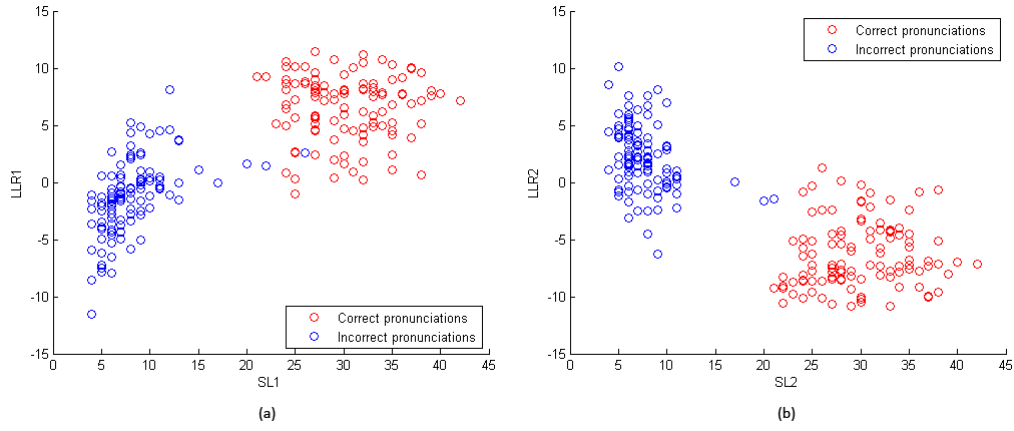 15
10
5
0
-5
-10
-15
LLR1
0 5 10 15 20 25 30 35 40 45
SL1
Correct pronunciations
Incorrect pronunciations
(a)
15
10
5
0
-5
-10
-15
LLR2
0 5 10 15 20 25 30 35 40 45
SL2
Correct pronunciations
Incorrect pronunciations
(b)